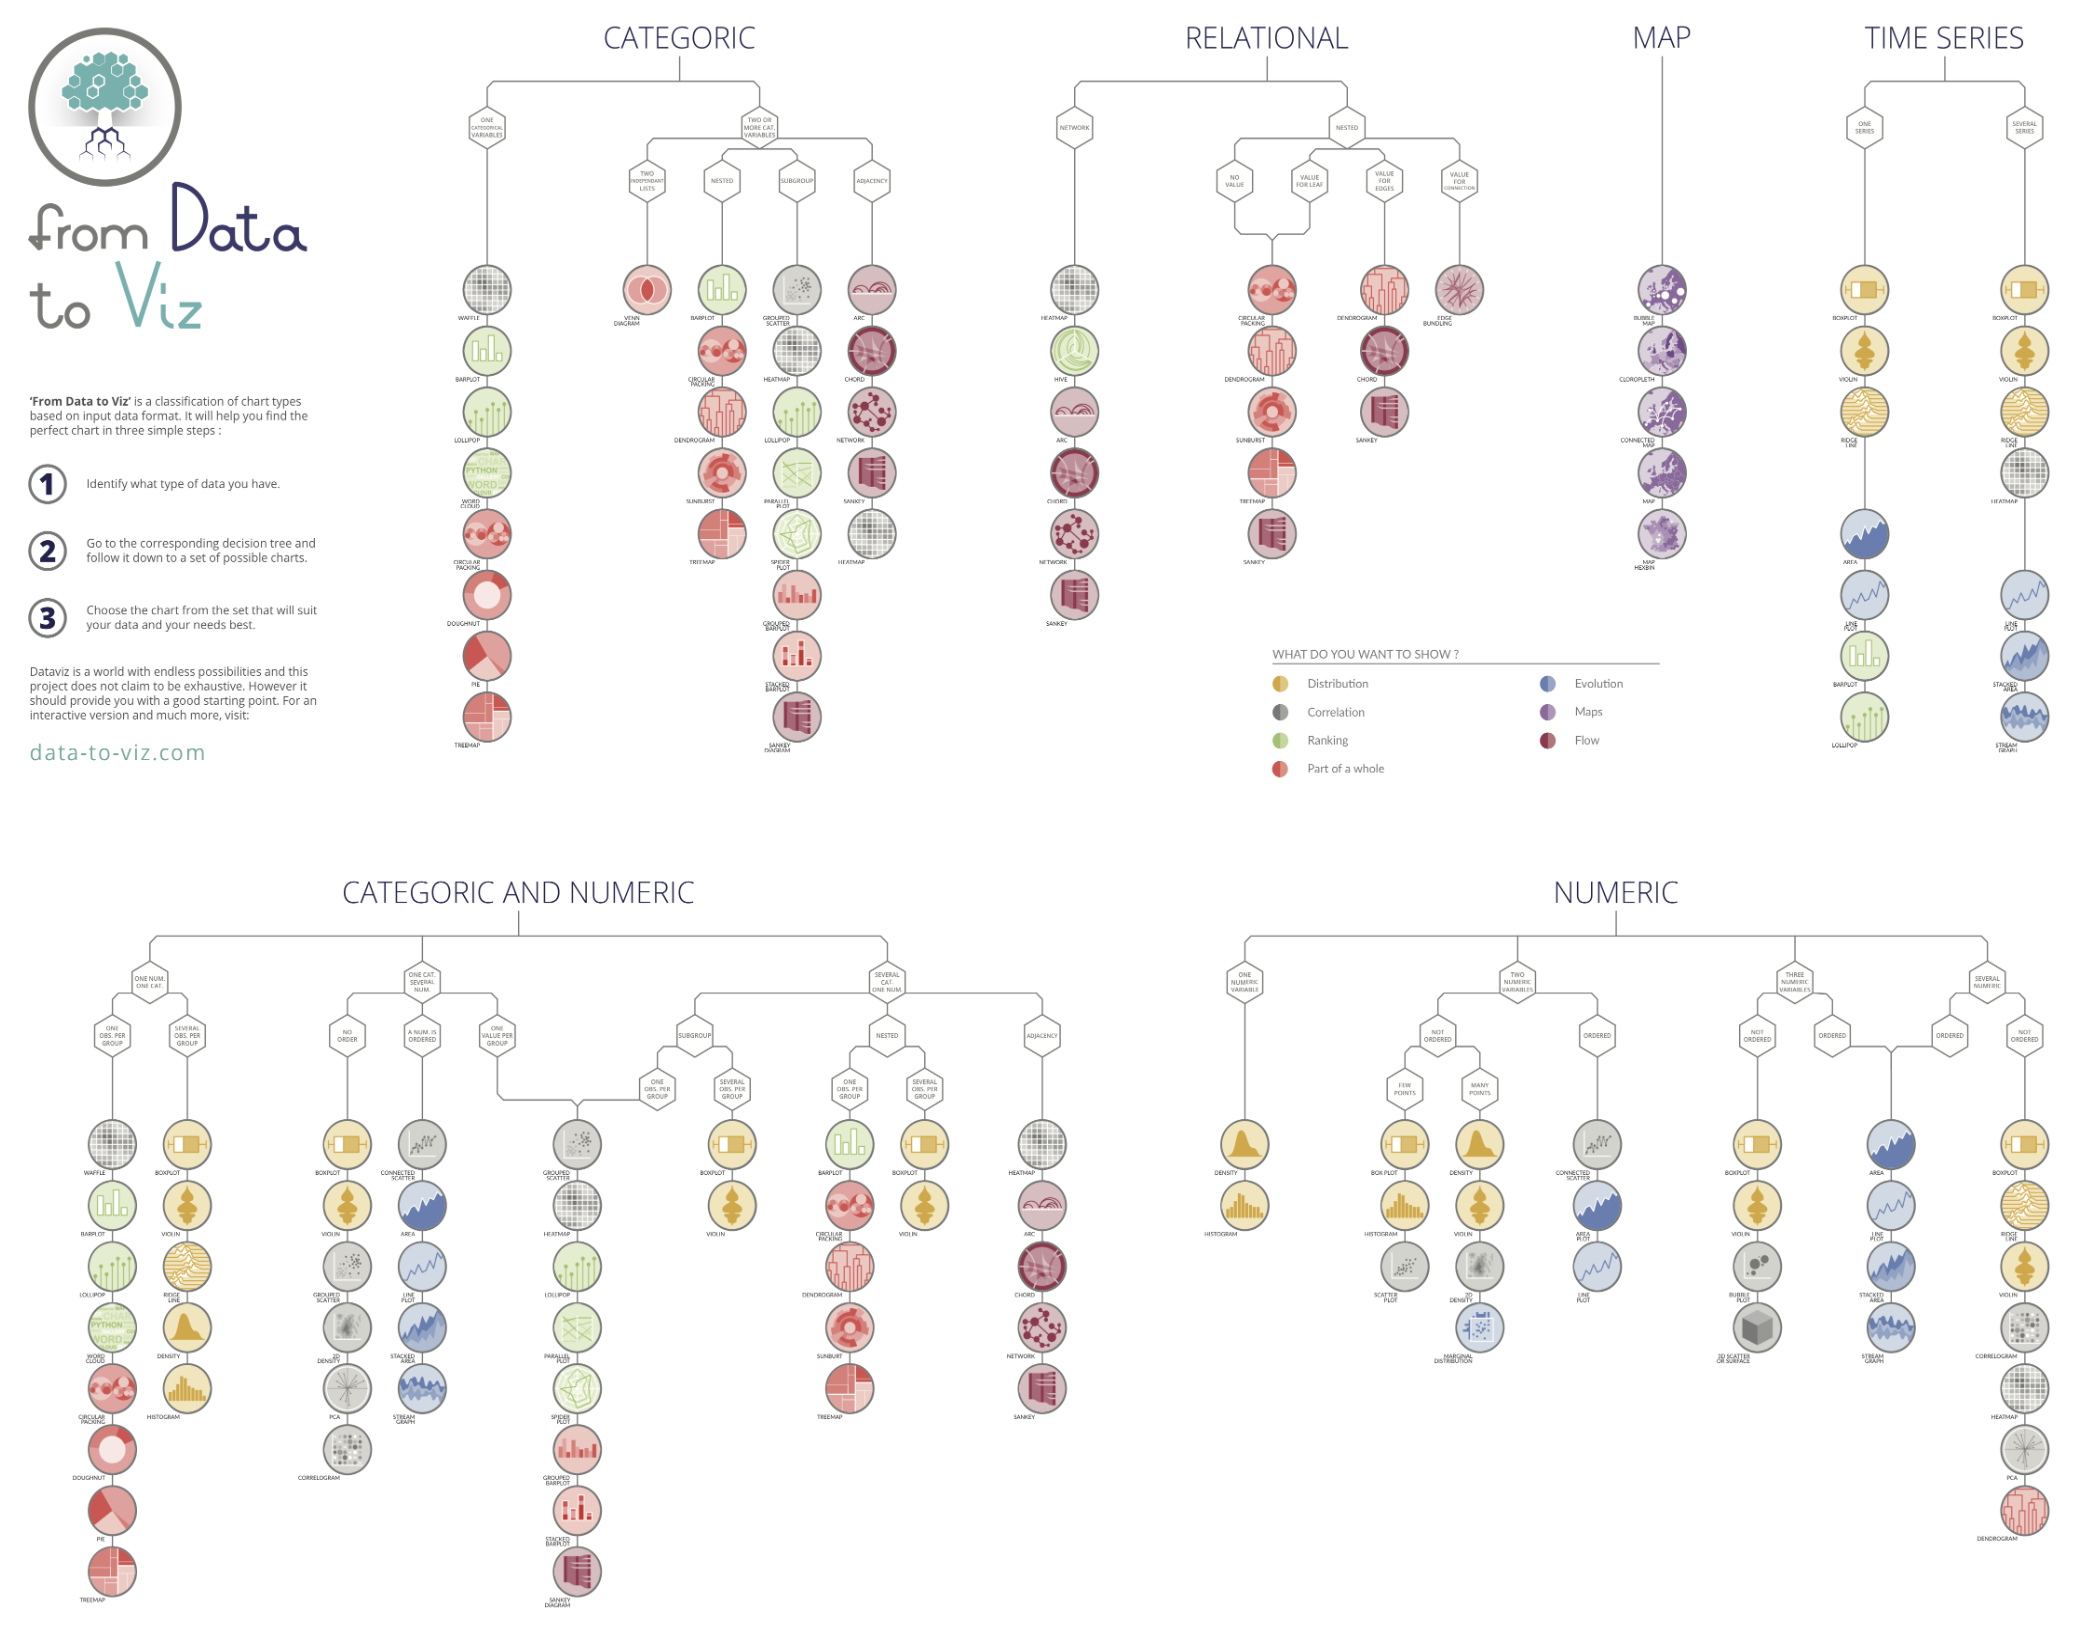 from Data
to Viz
'From Data to Viz' is a classification of chart types
based on input data format. It will help you find the
perfect chart in three simple steps :
1
Identify what type of data you have.
2
Go to the corresponding decision tree and
follow it down to a set of possible charts.
3
Choose the chart from the set that will suit
your data and your needs best.
Dataviz is a world with endless possibilities and this
project does not claim to be exhaustive. However it
should provide you with a good starting point. For an
interactive version and much more, visit:
data-to-viz.com
CATEGORIC
ONE
CATEGORICAL
VARIABLES
WAFFLE
BARPLOT
LOLLIPOP
PYTHON
WORD
WORD
CLOUD
CIRCULAR
PACKING
DOUGHNUT
PIE
TREEMAP
TWO OR
MORE CAT.
VARIABLES
TWO
INDEPENDANT
LISTS
VENN
DIAGRAM
NESTED
BARPLOT
CIRCULAR
PACKING
DENDROGRAM
SUNBURST
TREEMAP
SUBGROUP
GROUPED
SCATTER
HEATMAP
LOLLIPOP
PARALLEL
PLOT
SPIDER
PLOT
GROUPED
BARPLOT
STACKED
BARPLOT
SANKEY
DIAGRAM
ADJACENCY
ARC
CHORD
NETWORK
SANKEY
HEATMAP
RELATIONAL
NETWORK
HEATMAP
HIVE
ARC
CHORD
NETWORK
SANKEY
NESTED
NO
VALUE
VALUE
FOR LEAF
CIRCULAR
PACKING
DENDROGRAM
SUNBURST
TREEMAP
SANKEY
VALUE
FOR
EDGES
DENDROGRAM
CHORD
SANKEY
VALUE
FOR
CONNECTION
EDGE
BUNDLING
MAP
BUBBLE
MAP
CLOROPLETH
CONNECTED
MAP
MAP
MAP
HEXBIN
TIME SERIES
ONE
SERIES
BOXPLOT
VIOLIN
RIDGE
LINE
AREA
LINE
PLOT
BARPLOT
LOLLIPOP
SEVERAL
SERIES
BOXPLOT
VIOLIN
RIDGE
LINE
HEATMAP
LINE
PLOT
STACKED
AREA
STREAM
GRAPH
WHAT DO YOU WANT TO SHOW ?
Distribution
Correlation
Ranking
Part of a whole
Evolution
Maps
Flow
CATEGORIC AND NUMERIC
ONE NUM.
ONE CAT.
ONE
OBS. PER
GROUP
WAFFLE
BARPLOT
LOLLIPOP
PYTHON
WORD
WORD
CLOUD
CIRCULAR
PACKING
DOUGHNUT
PIE
TREEMAP
SEVERAL
OBS. PER
GROUP
BOXPLOT
VIOLIN
RIDGE
LINE
DENSITY
HISTOGRAM
ONE CAT.
SEVERAL
NUM.
NO
ORDER
BOXPLOT
VIOLIN
GROUPED
SCATTER
2D
DENSITY
PCA
CORRELOGRAM
A NUM. IS
ORDERED
CONNECTED
SCATTER
AREA
LINE
PLOT
STACKED
AREA
STREAM
GRAPH
ONE
VALUE PER
GROUP
GROUPED
SCATTER
HEATMAP
LOLLIPOP
PARALLEL
PLOT
SPIDER
PLOT
GROUPED
BARPLOT
STACKED
BARPLOT
SANKEY
DIAGRAM
SEVERAL
CAT.
ONE NUM.
SUBGROUP
ONE
OBS. PER
GROUP
SEVERAL
OBS. PER
GROUP
BOXPLOT
VIOLIN
NESTED
ONE
OBS. PER
GROUP
BARPLOT
CIRCULAR
PACKING
DENDROGRAM
SUNBURT
TREEMAP
SEVERAL
OBS. PER
GROUP
BOXPLOT
VIOLIN
ADJACENCY
HEATMAP
ARC
CHORD
NETWORK
SANKEY
NUMERIC
ONE
NUMERIC
VARIABLE
DENSITY
HISTOGRAM
TWO
NUMERIC
VARIABLES
NOT
ORDERED
FEW
POINTS
BOX PLOT
HISTOGRAM
SCATTER
PLOT
MANY
POINTS
DENSITY
VIOLIN
2D
DENSITY
MARGINAL
DISTRIBUTION
ORDERED
CONNECTED
SCATTER
AREA
PLOT
LINE
PLOT
THREE
NUMERIC
VARIABLES
NOT
ORDERED
BOXPLOT
VIOLIN
BUBBLE
PLOT
3D SCATTER
OR SURFACE
ORDERED
SEVERAL
NUMERIC
ORDERED
AREA
LINE
PLOT
STACKED
AREA
STREAM
GRAPH
NOT
ORDERED
BOXPLOT
RIDGE
LINE
VIOLIN
CORRELOGRAM
HEATMAP
PCA
DENDROGRAM